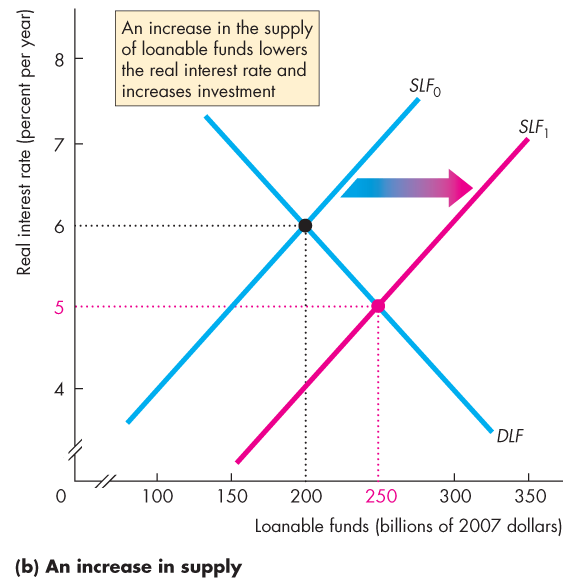 Real interest rate (percent per year)
An increase in the supply
of loanable funds lowers
the real interest rate and
increases investment
SLF0
SLF1
8
7
6
5
4
DLF
0
100
150
200
250
300
350
Loanable funds (billions of 2007 dollars)
(b) An increase in supply